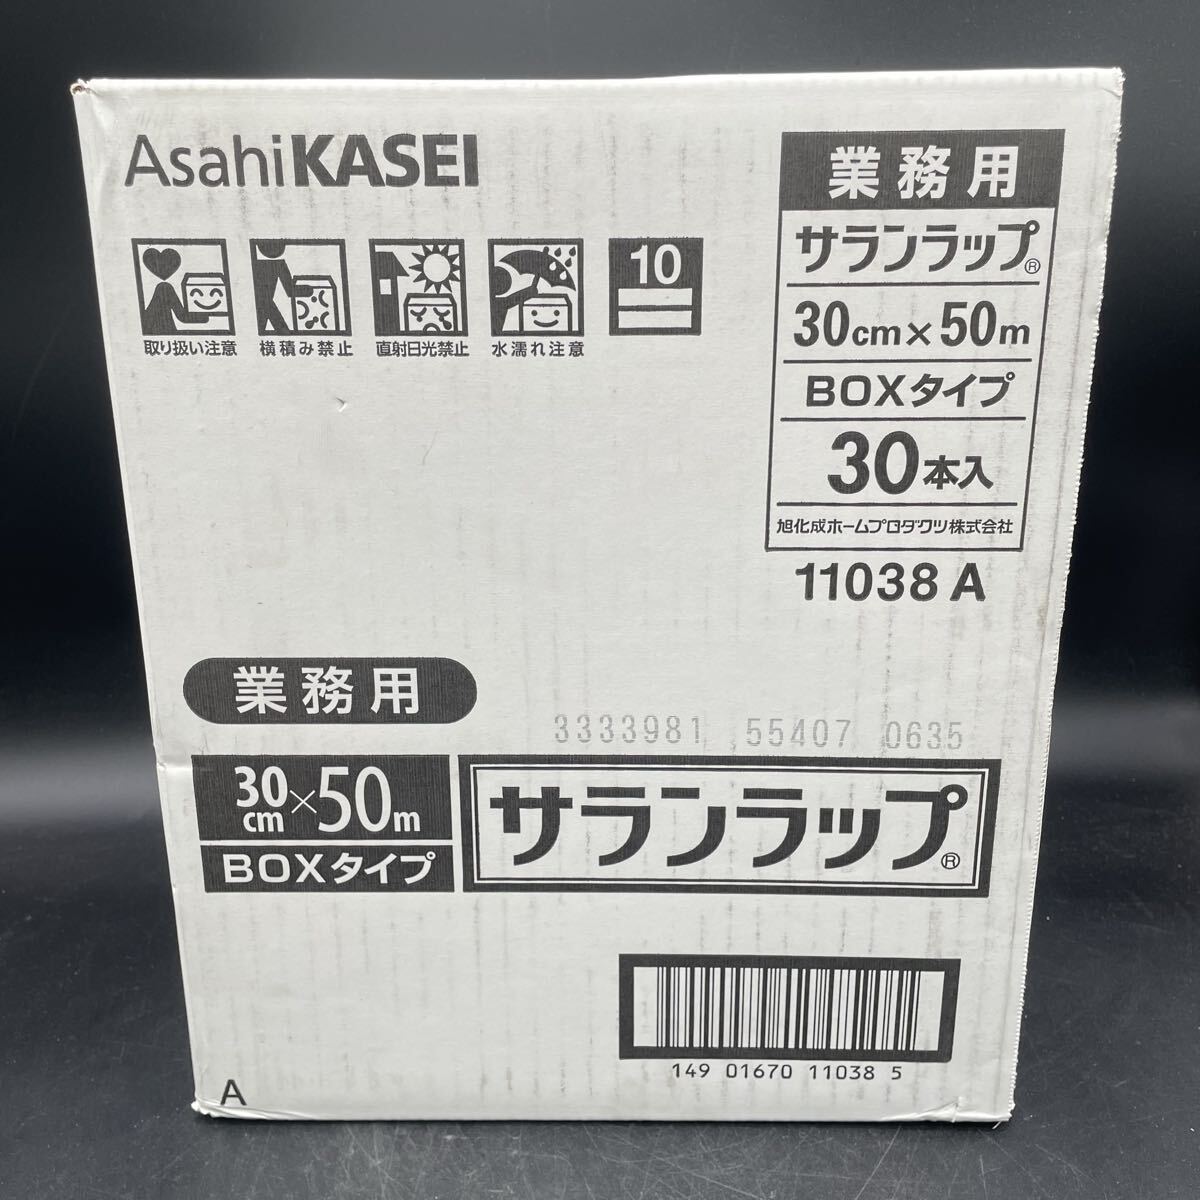 AsahiKASEI
取り扱い注意
横積み禁止
直射日光禁止
水濡れ注意
10
業務用
サランラップ®
30cm×50m
BOXタイプ
30本入
旭化成ホームプロダクツ株式会社
11038 A
業務用
3333981 55407 0635
30cm×50m
BOXタイプ
サランラップ®
149 01670 11038 5
A